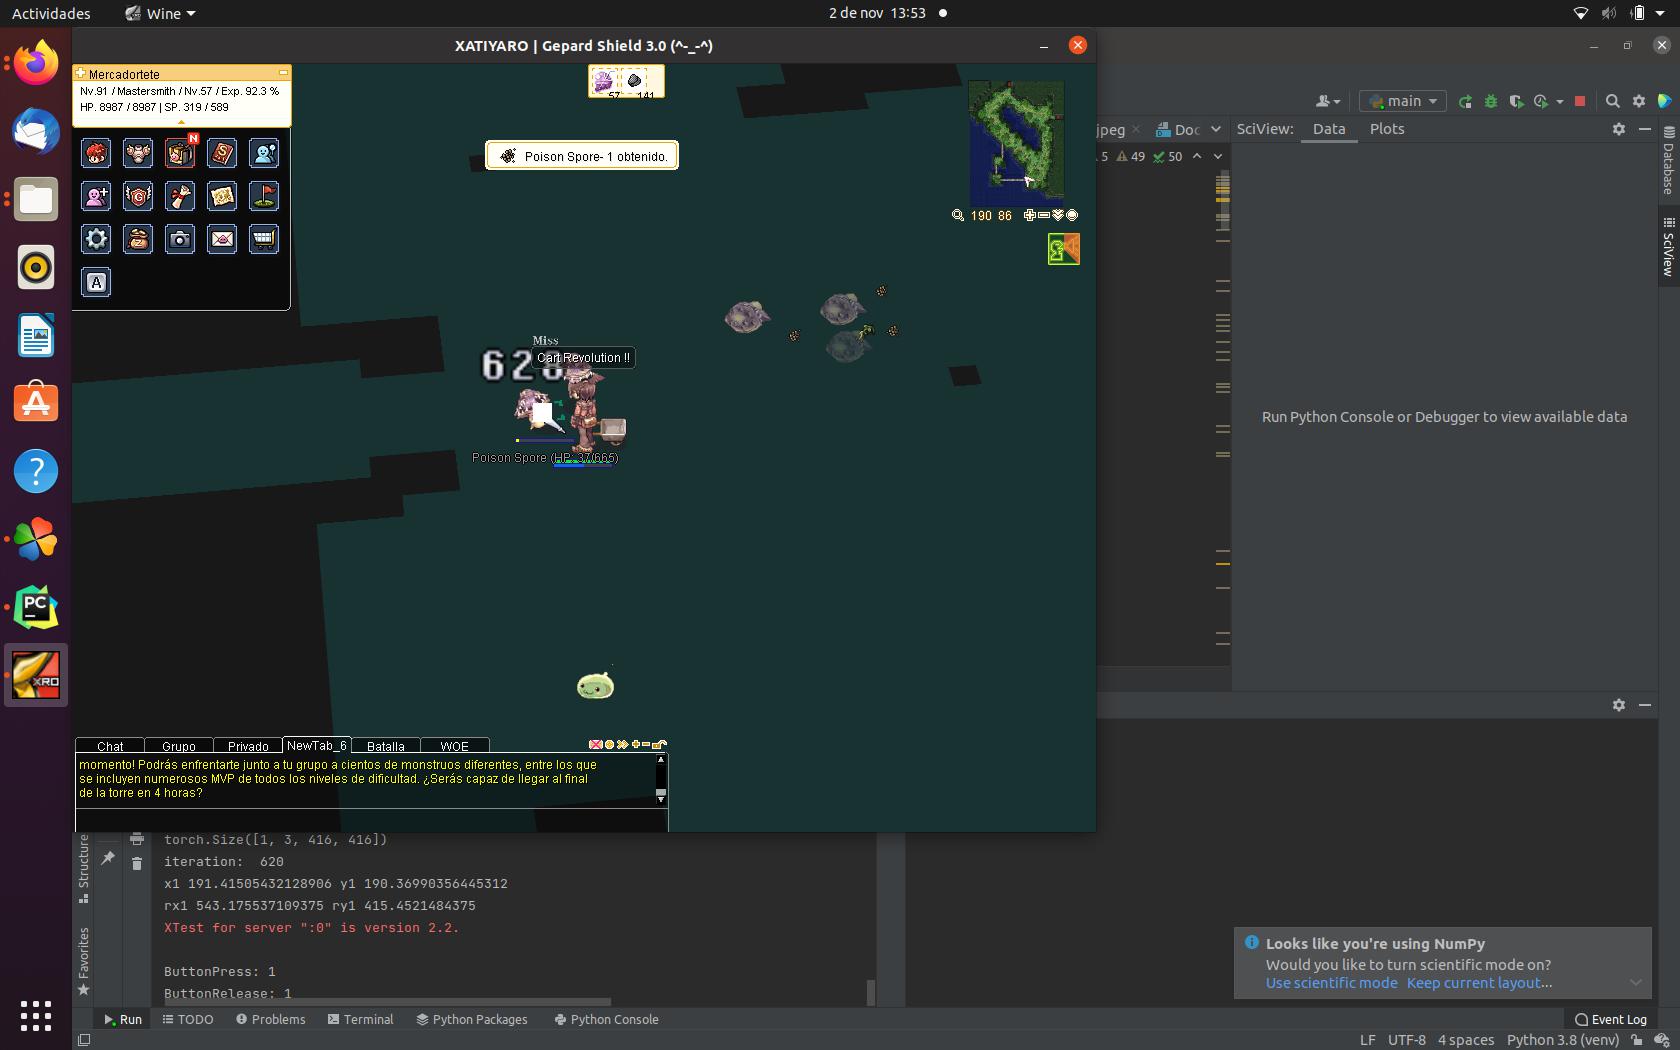 Actividades
Wine
2 de nov 13:53
XATIYARO | Gepard Shield 3.0 (^-_-^)
Mercadortete
Nv.91 / Mastersmith / Nv.57 / Exp. 92.3 %
HP. 8987 / 8987 | SP. 319 / 589
N
A
57
141
Poison Spore- 1 obtenido.
190 86
Miss
628
Cart Revolution !!
Poison Spore (HP: 37/665)
Chat
Grupo
Privado
NewTab_6
Batalla
WOE
momento! Podrás enfrentarte junto a tu grupo a cientos de monstruos diferentes, entre los que
se incluyen numerosos MVP de todos los niveles de dificultad. ¿Serás capaz de llegar al final
de la torre en 4 horas?
main
jpeg
Doc
SciView:
Data
Plots
5
49
50
Database
SciView
Run Python Console or Debugger to view available data
PC
XRO
Structure
Favorites
torch.Size([1, 3, 416, 416])
iteration: 620
x1 191.41505432128906 y1 190.36990356445312
rx1 543.175537109375 ry1 415.4521484375
XTest for server ":0" is version 2.2.
ButtonPress: 1
ButtonRelease: 1
Looks like you're using NumPy
Would you like to turn scientific mode on?
Use scientific mode Keep current layout...
Run
TODO
Problems
Terminal
Python Packages
Python Console
Event Log
LF
UTF-8
4 spaces
Python 3.8 (venv)